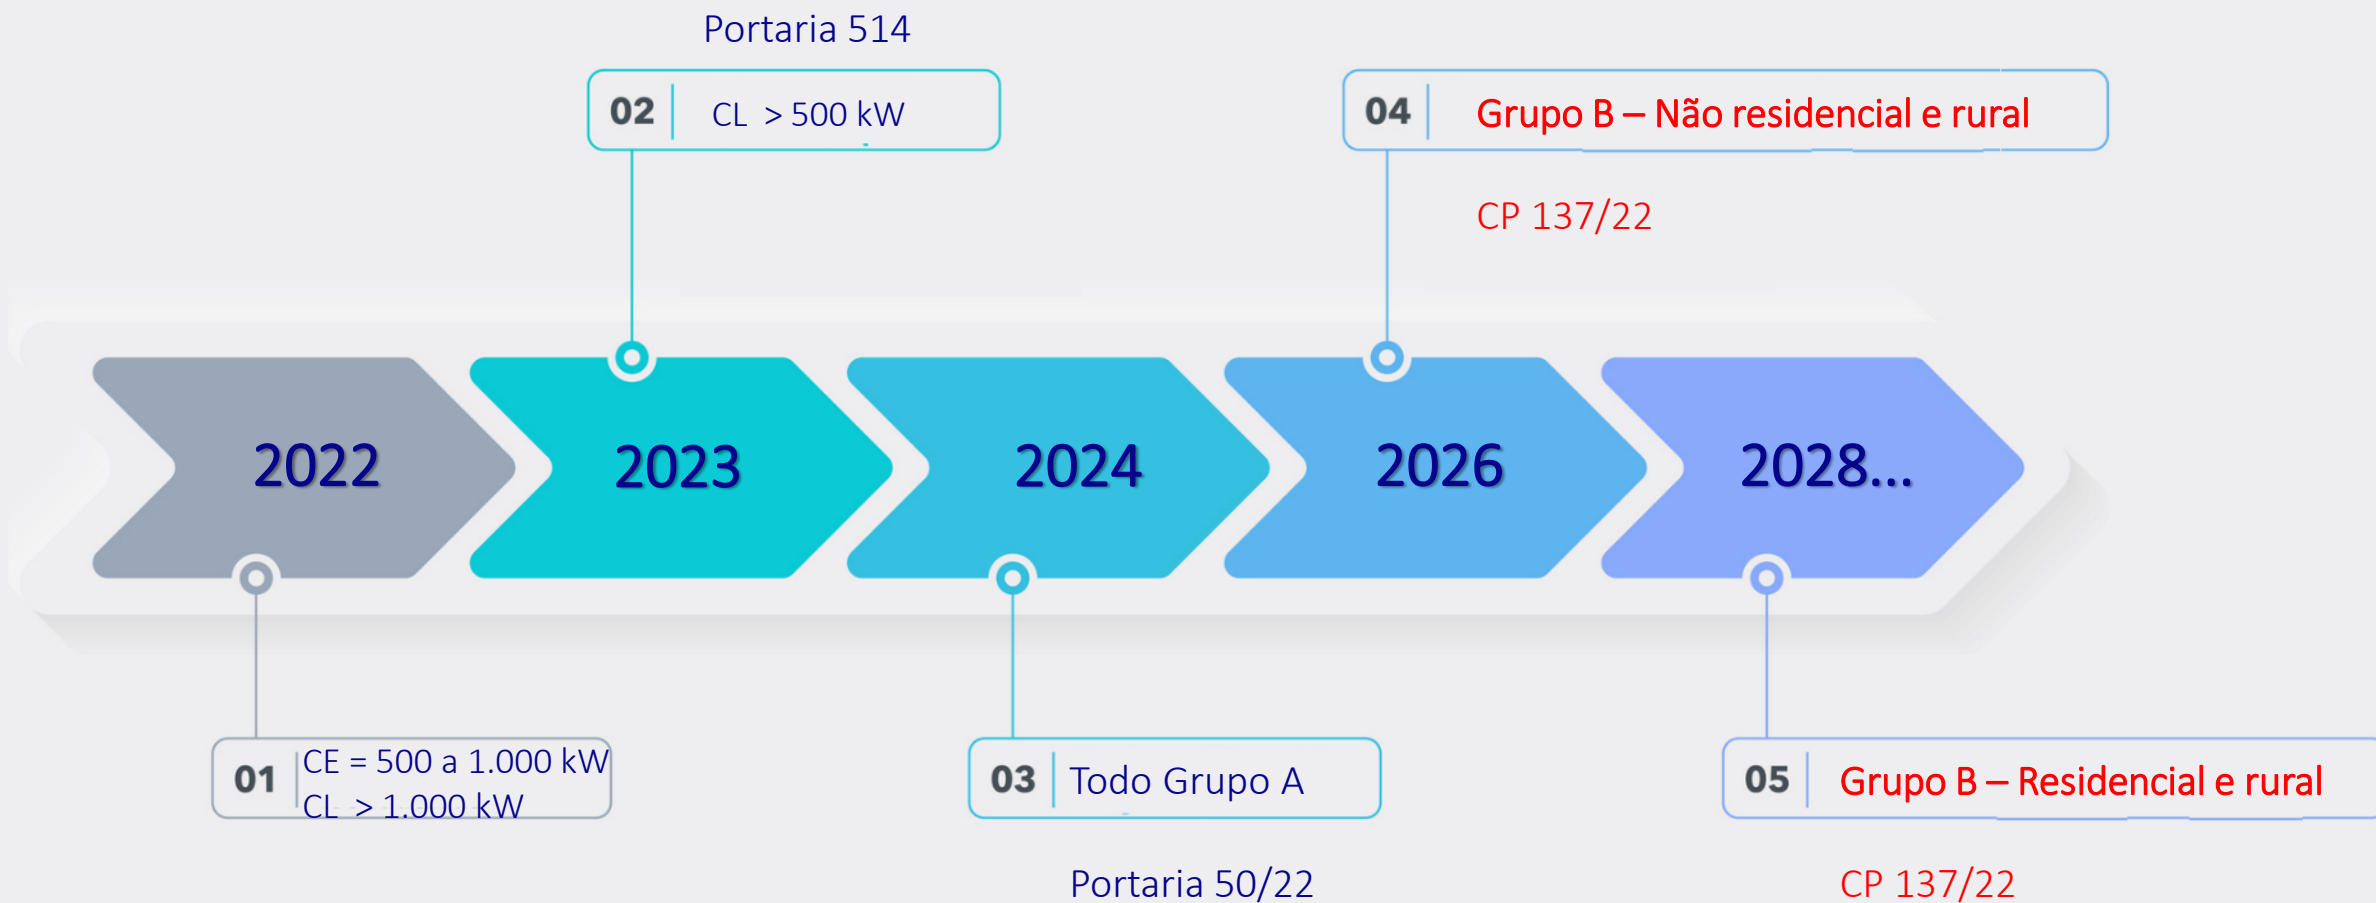 Portaria 514
02 CL > 500 kW
04 Grupo B – Não residencial e rural
CP 137/22
2022
2023
2024
2026
2028...
01 CE = 500 a 1.000 kW
CL > 1.000 kW
03 Todo Grupo A
05 Grupo B – Residencial e rural
Portaria 50/22
CP 137/22